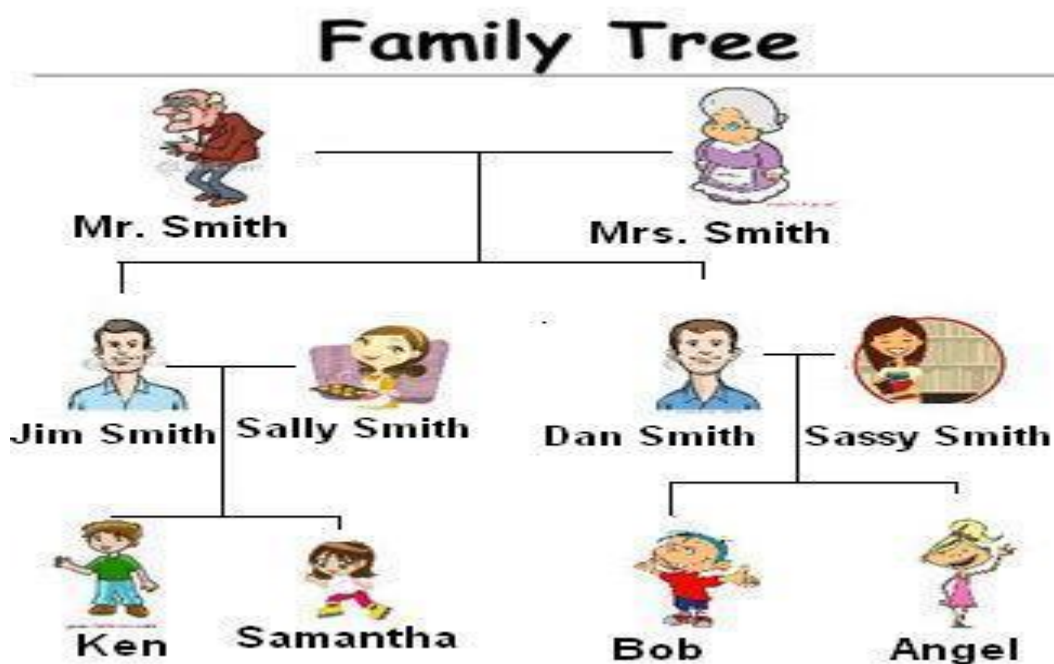 Family Tree
Mr. Smith
Mrs. Smith
Jim Smith
Sally Smith
Dan Smith
Sassy Smith
Ken
Samantha
Bob
Angel